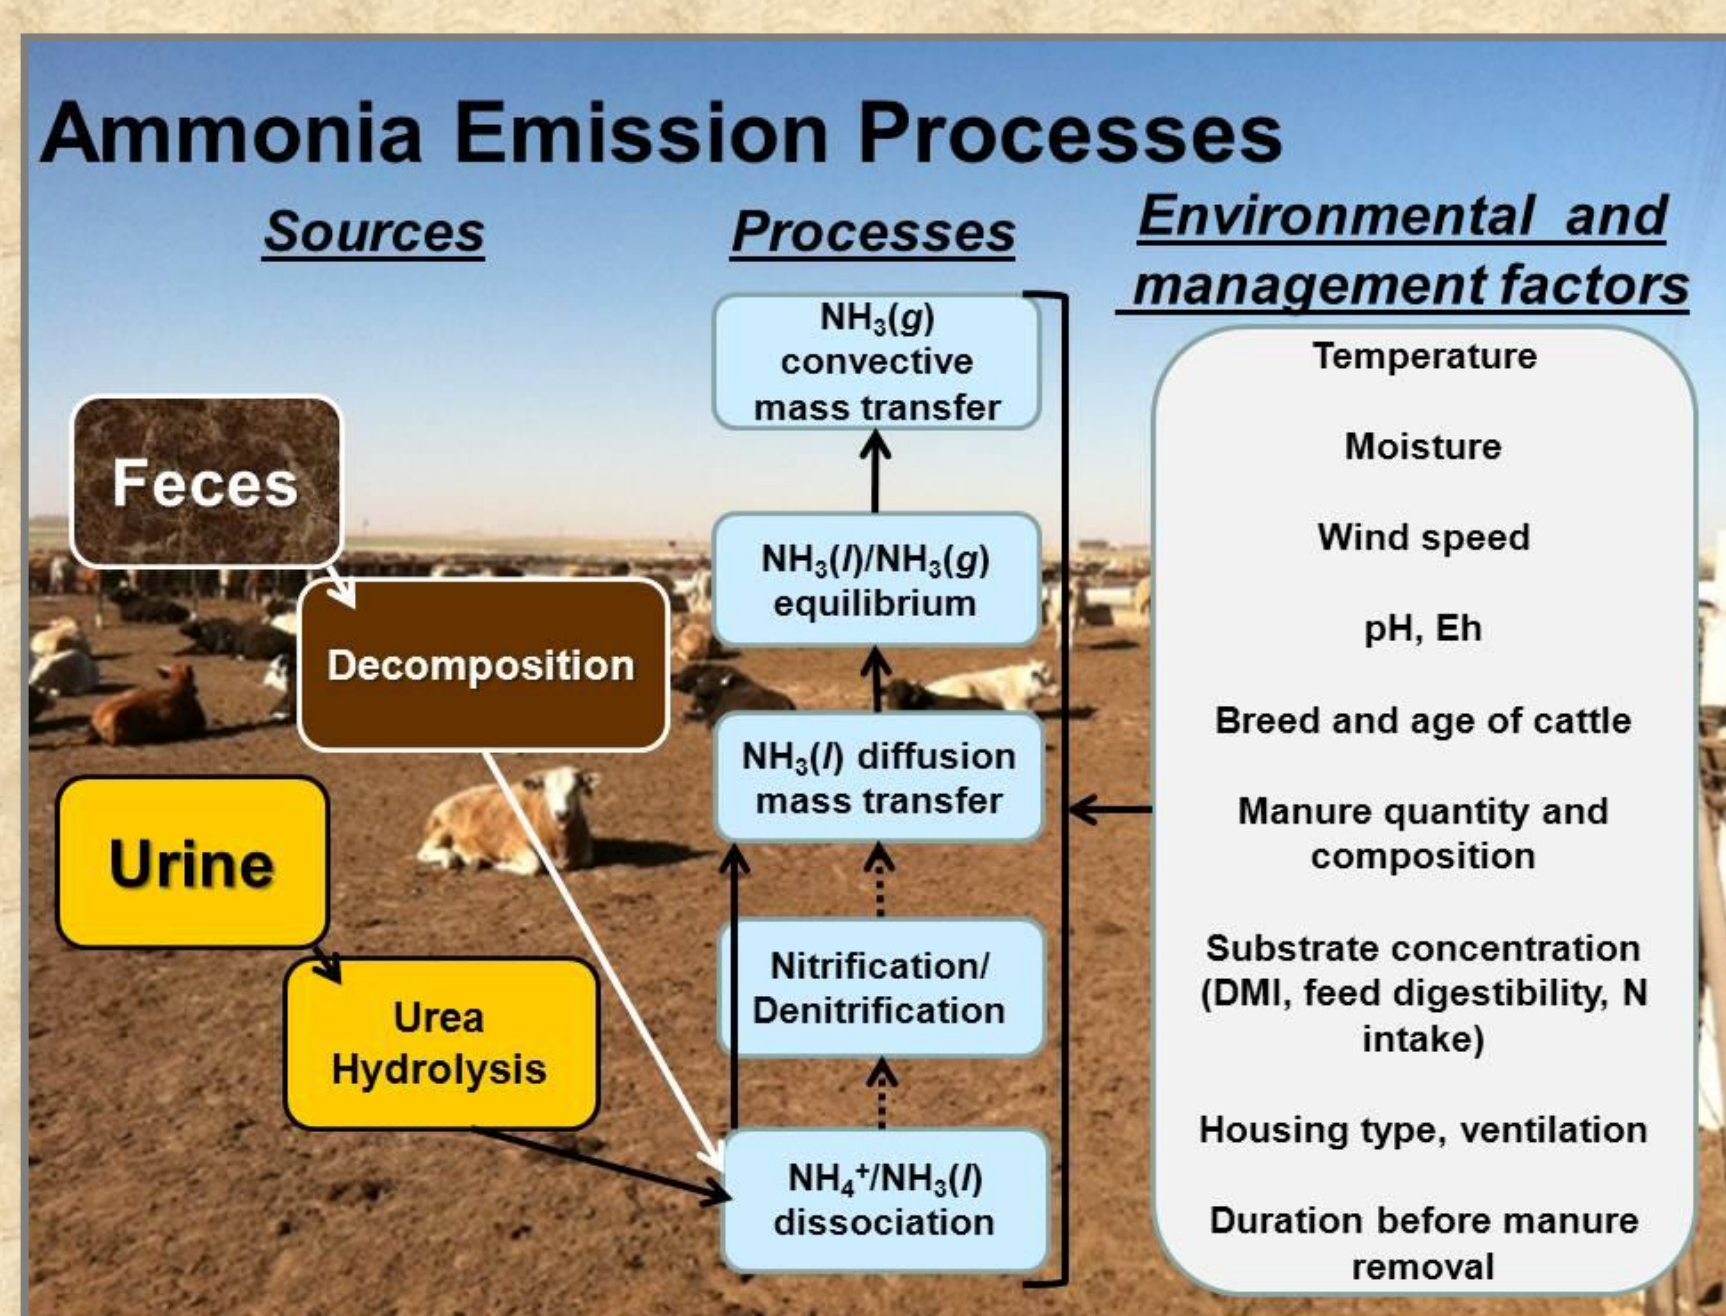 Ammonia Emission Processes
Sources
Feces
Decomposition
Urine
Urea
Hydrolysis
Processes
NH₃(g)
convective
mass transfer
NH₃(l)/NH₃(g)
equilibrium
NH₃(l) diffusion
mass transfer
Nitrification/
Denitrification
NH₄⁺/NH₃(l)
dissociation
Environmental and
management factors
Temperature
Moisture
Wind speed
pH, Eh
Breed and age of cattle
Manure quantity and
composition
Substrate concentration
(DMI, feed digestibility, N
intake)
Housing type, ventilation
Duration before manure
removal